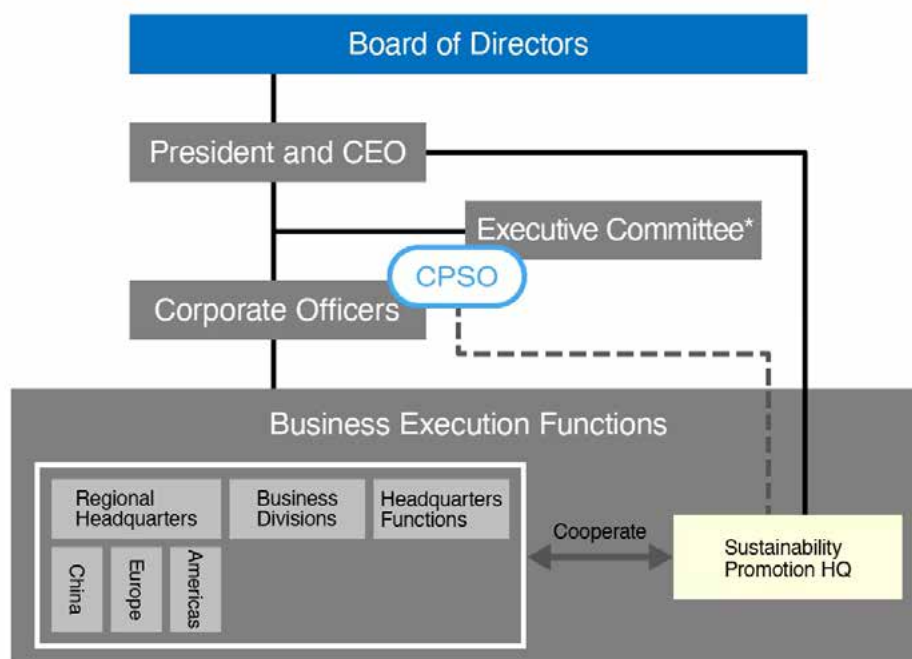 Board of Directors
President and CEO
Executive Committee*
CPSO
Corporate Officers
Business Execution Functions
Regional
Headquarters
Business
Divisions
Headquarters
Functions
China
Europe
Americas
Cooperate
Sustainability
Promotion HQ